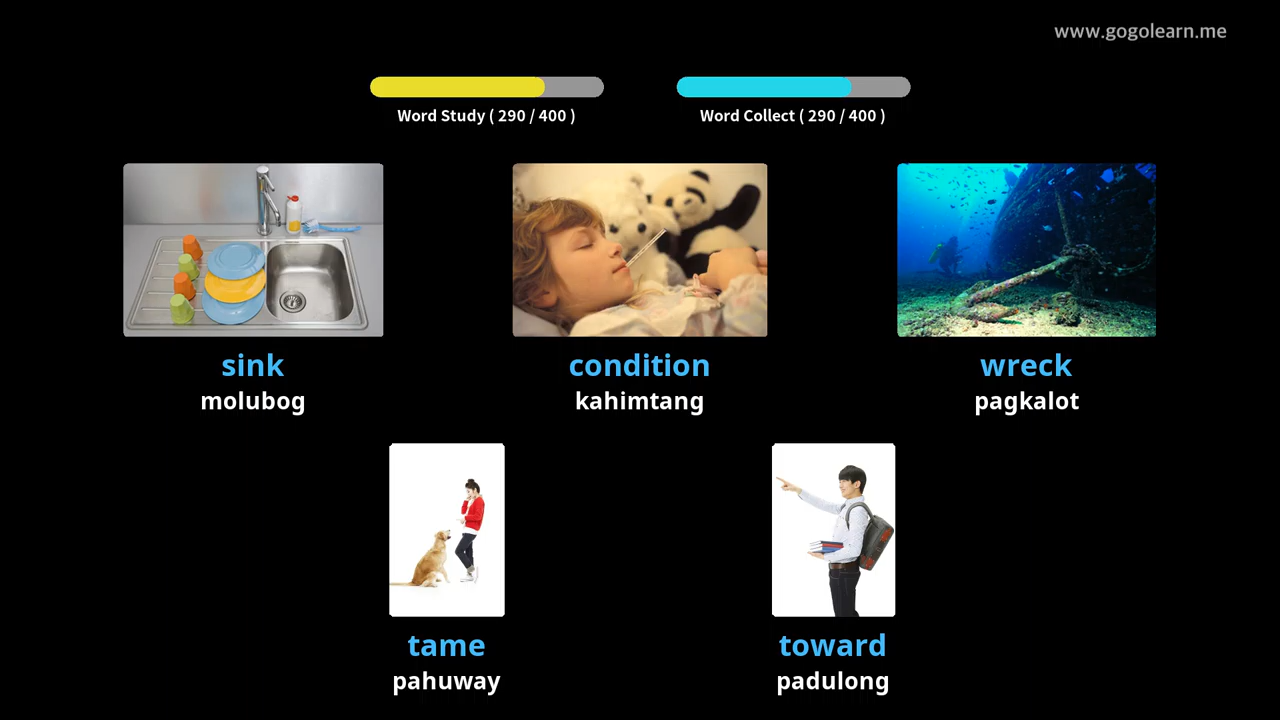 www.gogolearn.me
Word Study ( 290 / 400 )
Word Collect ( 290 / 400 )
sink
molubog
condition
kahimtang
wreck
pagkalot
tame
pahuway
toward
padulong